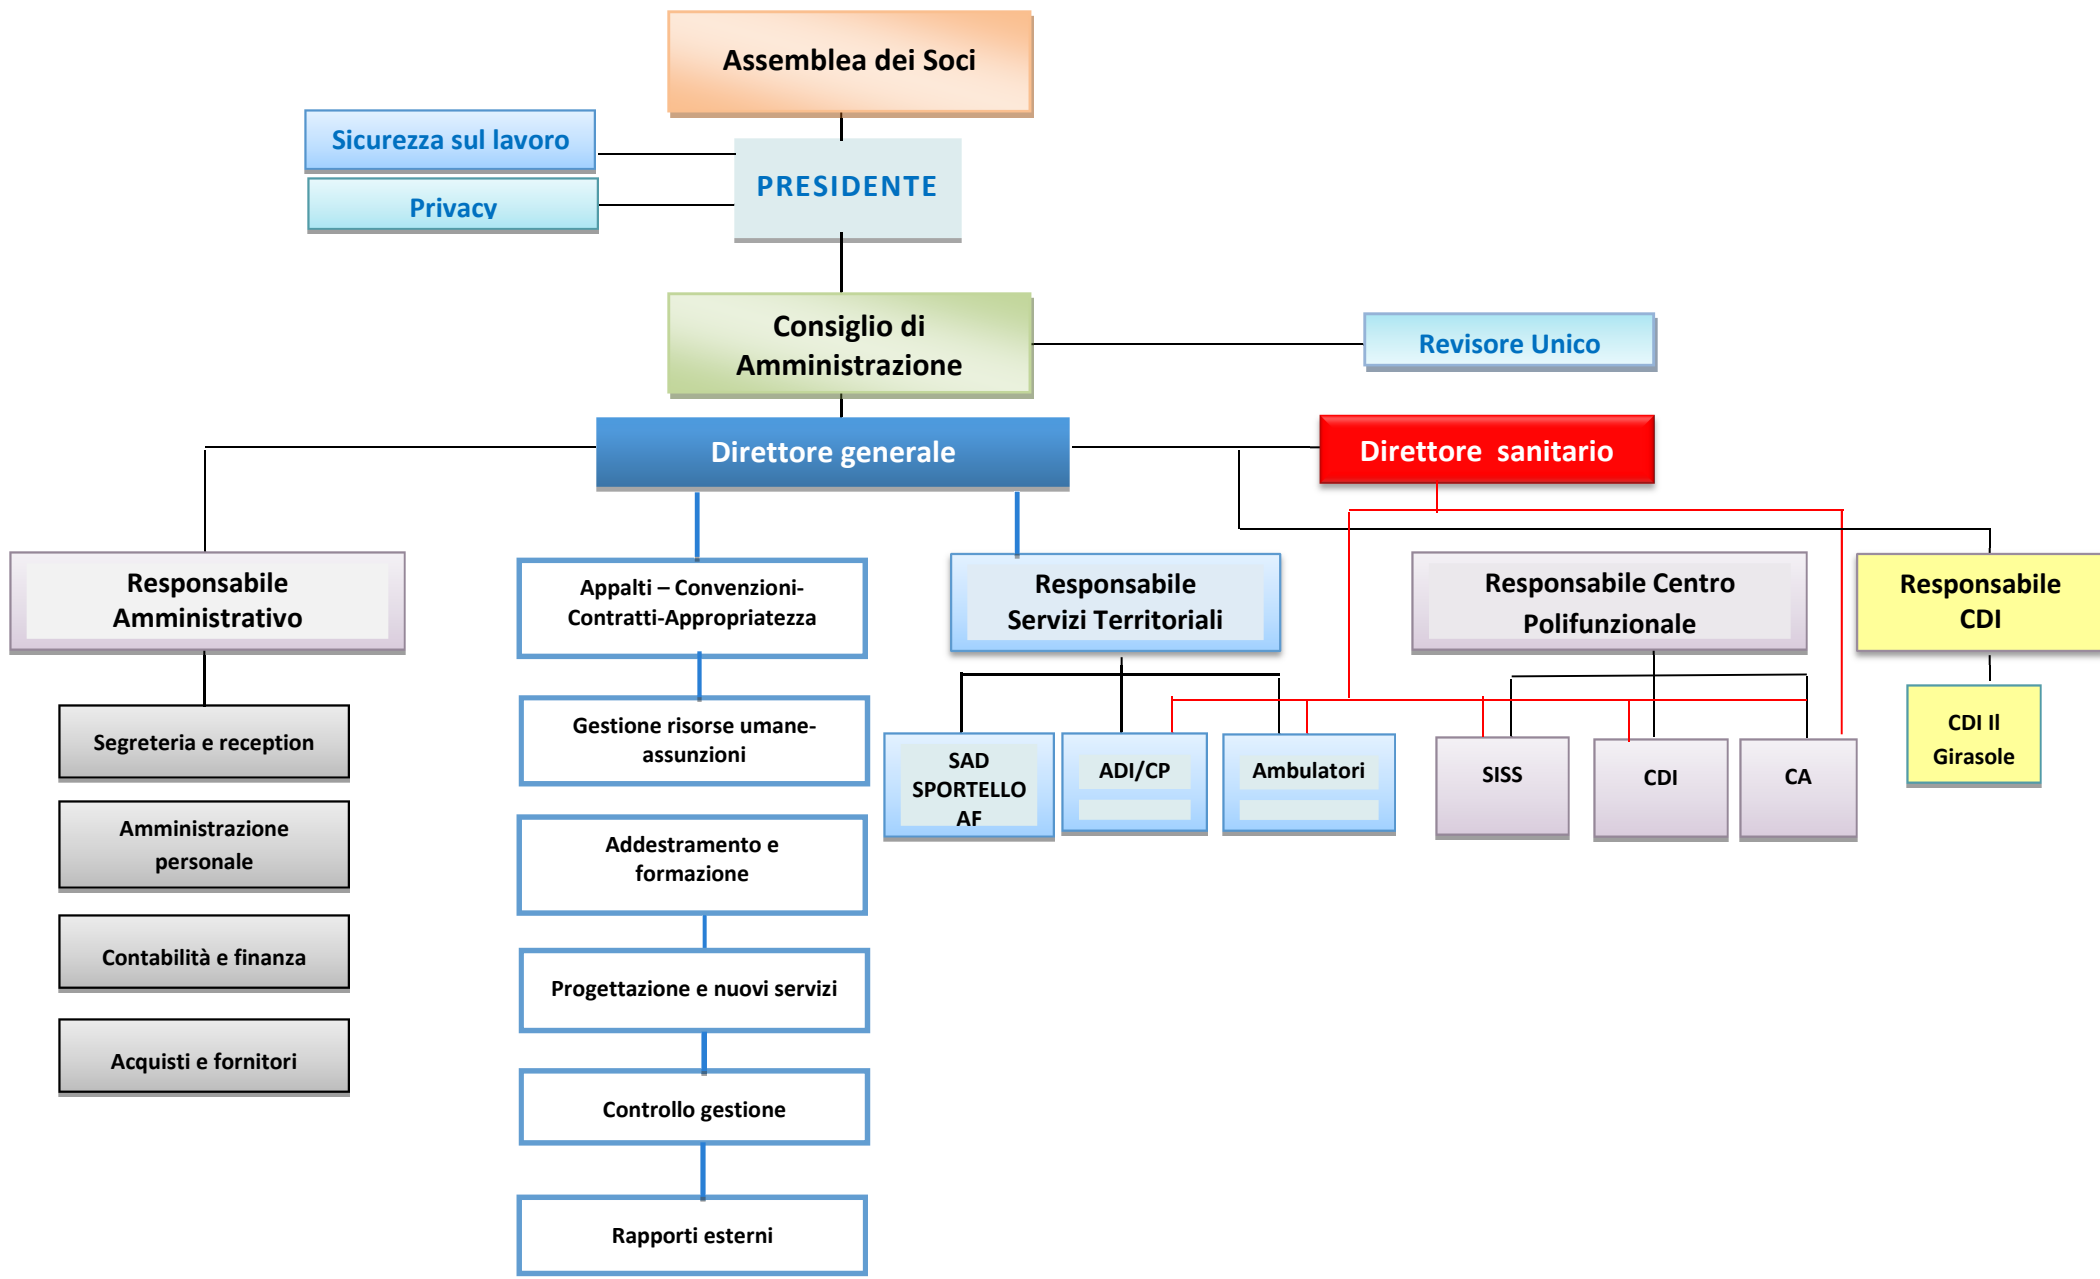 Assemblea dei Soci
Sicurezza sul lavoro
PRESIDENTE
Privacy
Consiglio di
Amministrazione
Revisore Unico
Direttore generale
Direttore  sanitario
Responsabile
Amministrativo
Appalti – Convenzioni-
Contratti-Appropriatezza
Responsabile
Servizi Territoriali
Responsabile Centro
Polifunzionale
Responsabile
CDI
Segreteria e reception
Amministrazione
personale
Contabilità e finanza
Acquisti e fornitori
Gestione risorse umane-
assunzioni
Addestramento e
formazione
Progettazione e nuovi servizi
Controllo gestione
Rapporti esterni
SAD
SPORTELLO
AF
ADI/CP
Ambulatori
SISS
CDI
CA
CDI Il
Girasole